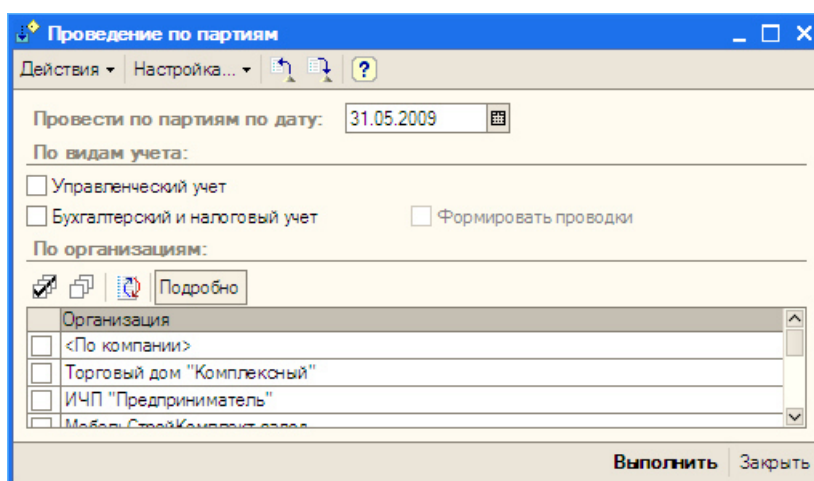 Проведение по партиям
Действия Настройка... ?
Провести по партиям по дату: 31.05.2009
По видам учета:
Управленческий учет
Бухгалтерский и налоговый учет Формировать проводки
По организациям:
Подробно
Организация
<По компании>
Торговый дом "Комплексный"
ИЧП "Предприниматель"
Выполнить Закрыть